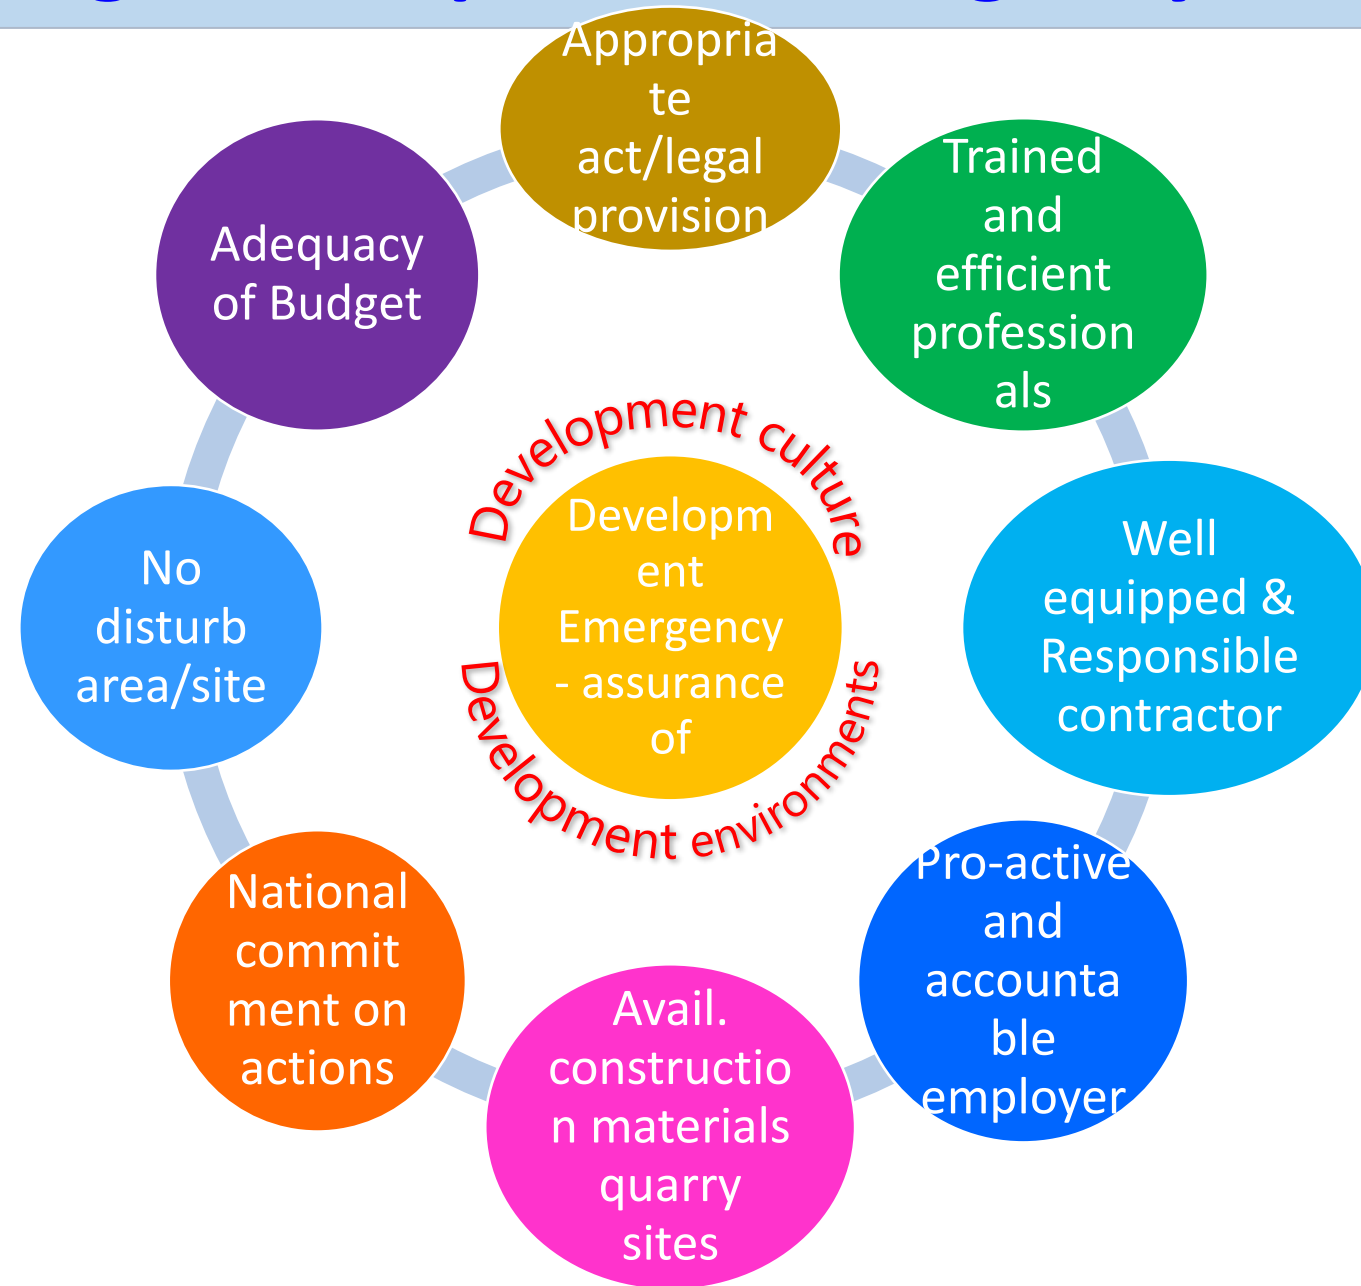 Appropria
te
act/legal
provision
Trained
and
efficient
profession
als
Well
equipped &
Responsible
contractor
Pro-active
and
accounta
ble
employer
Avail.
constructio
n materials
quarry
sites
National
commit
ment on
actions
No
disturb
area/site
Adequacy
of Budget
Development culture
Developm
ent
Emergency
- assurance
of
Development environments